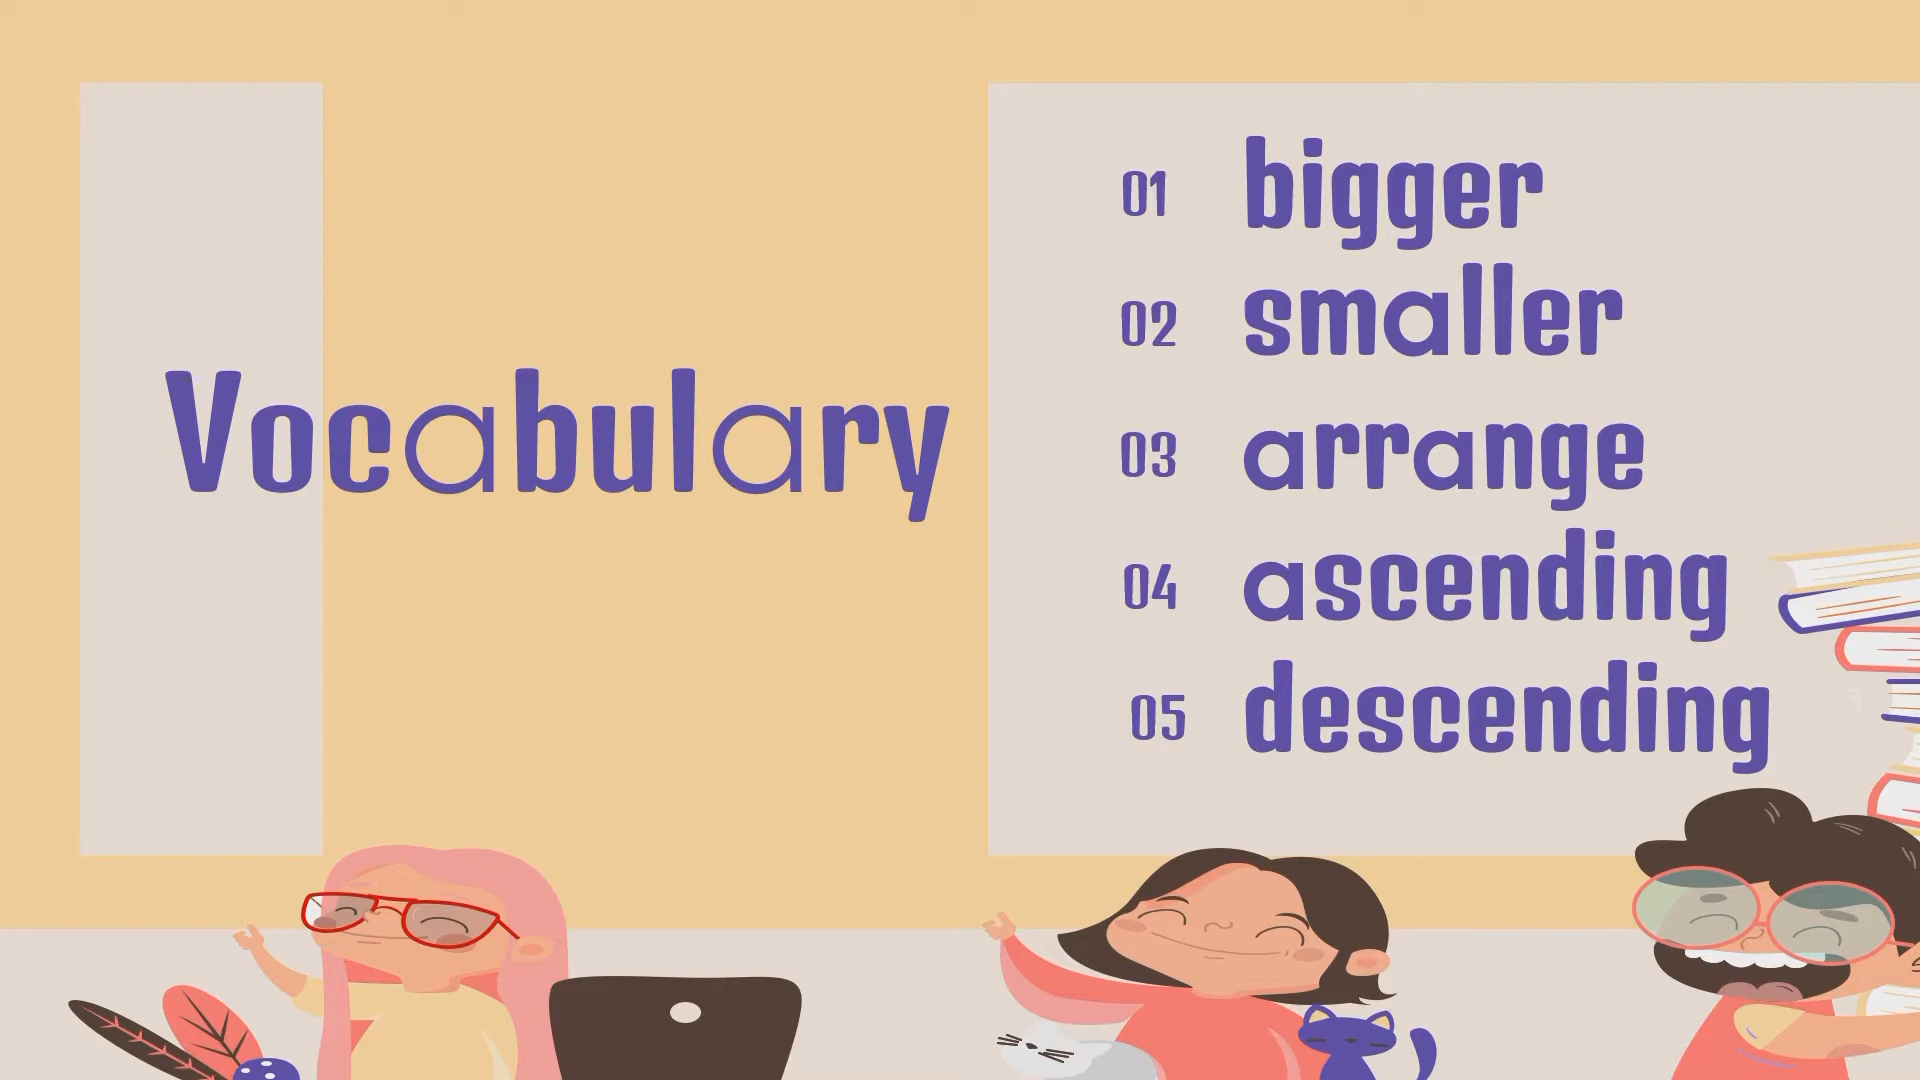 Vocabulary
01 bigger
02 smaller
03 arrange
04 ascending
05 descending